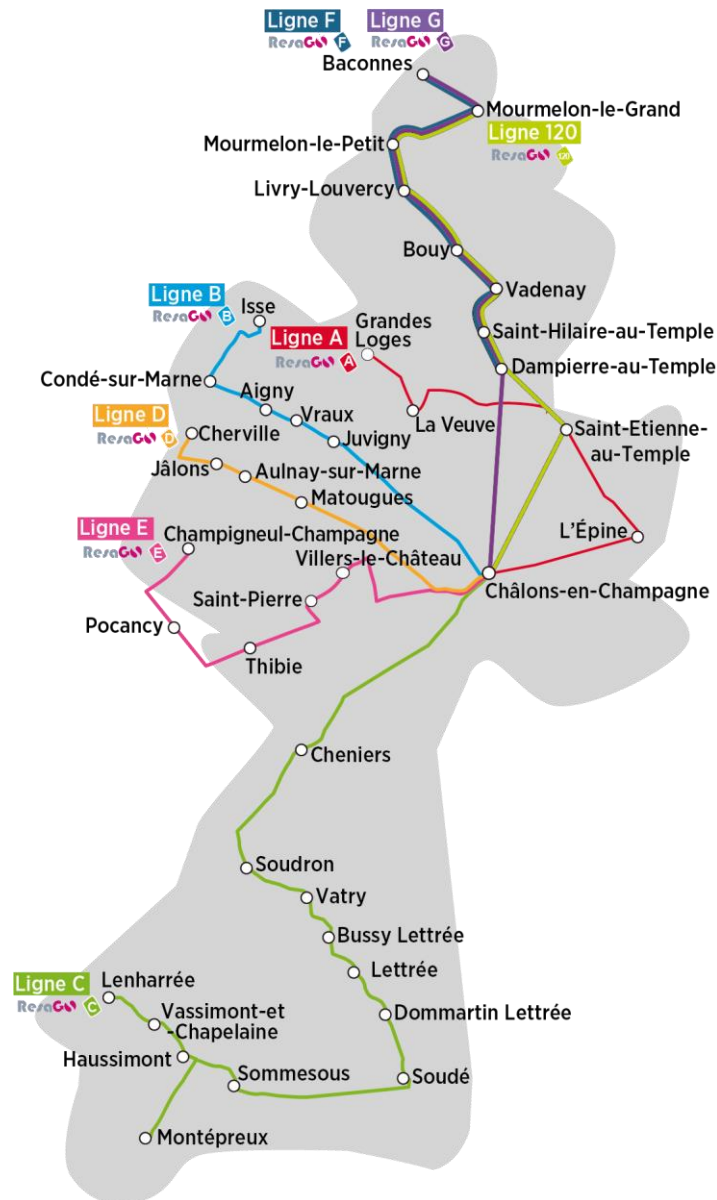 Ligne F
ResaGO F
Ligne G
ResaGO G
Baconnes
Mourmelon-le-Grand
Ligne 120
ResaGO 120
Mourmelon-le-Petit
Livry-Louvercy
Bouy
Vadenay
Ligne B
ResaGO B
Isse
Ligne A
ResaGO A
Grandes
Loges
Saint-Hilaire-au-Temple
Dampierre-au-Temple
Condé-sur-Marne
Aigny
Vraux
Juvigny
La Veuve
Saint-Etienne-
au-Temple
Ligne D
ResaGO D
Cherville
Jâlons
Aulnay-sur-Marne
Matougues
Ligne E
ResaGO E
Champigneul-Champagne
Villers-le-Château
L'Épine
Saint-Pierre
Châlons-en-Champagne
Pocancy
Thibie
Cheniers
Soudron
Vatry
Bussy Lettrée
Lettrée
Ligne C
ResaGO C
Lenharrée
Vassimont-et
-Chapelaine
Dommartin Lettrée
Haussimont
Sommesous
Soudé
Montépreux